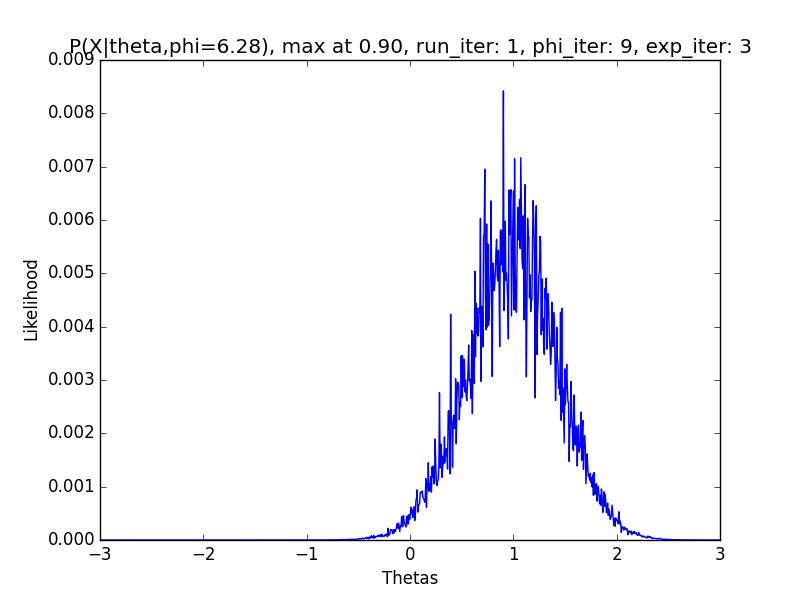 P(X|theta,phi=6.28), max at 0.90, run_iter: 1, phi_iter: 9, exp_iter: 3
0.009
0.008
0.007
0.006
0.005
0.004
0.003
0.002
0.001
0.000
Likelihood
−3 −2 −1 0 1 2 3
Thetas